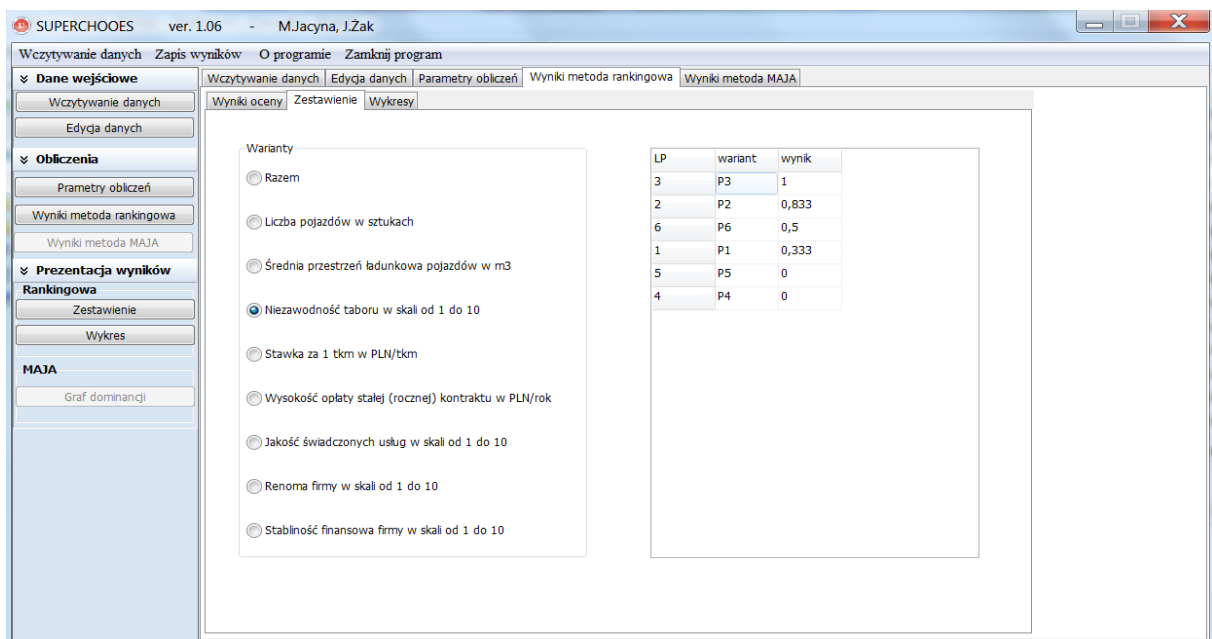 SUPERCHOOES ver. 1.06 - M.Jacyna, J.Żak
Wczytywanie danych Zapis wyników O programie Zamknij program
Dane wejściowe
Wczytywanie danych
Edycja danych
Obliczenia
Prametry obliczeń
Wyniki metoda rankingowa
Wyniki metoda MAJA
Prezentacja wyników
Rankingowa
Zestawienie
Wykres
MAJA
Graf dominancji
Wczytywanie danych Edycja danych Parametry obliczeń Wyniki metoda rankingowa Wyniki metoda MAJA
Wyniki oceny Zestawienie Wykresy
Warianty
Razem
Liczba pojazdów w sztukach
Średnia przestrzeń ładunkowa pojazdów w m3
Niezawodność taboru w skali od 1 do 10
Stawka za 1 tkm w PLN/tkm
Wysokość opłaty stałej (rocznej) kontraktu w PLN/rok
Jakość świadczonych usług w skali od 1 do 10
Renoma firmy w skali od 1 do 10
Stabliność finansowa firmy w skali od 1 do 10
LP wariant wynik
3 P3 1
2 P2 0,833
6 P6 0,5
1 P1 0,333
5 P5 0
4 P4 0